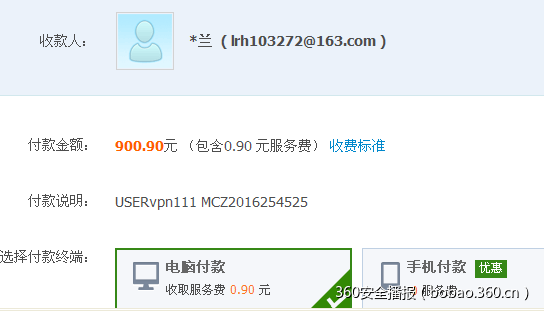 收款人： *兰 （lrh103272@163.com）
付款金额： 900.90元 （包含0.90 元服务费） 收费标准
付款说明： USERvpn111 MCZ2016254525
选择付款终端： 电脑付款 手机付款 优惠
收取服务费 0.90 元 服务费
360安全播报（bobao.360.cn）